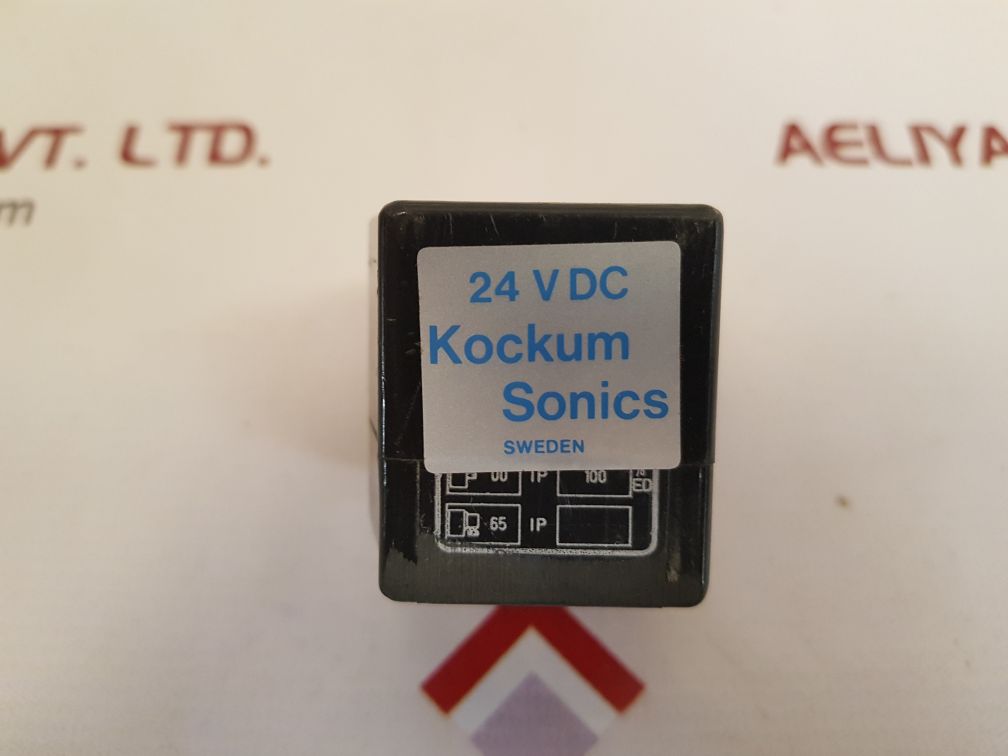 VT. LTD.
AELIYA
m
24 V DC
Kockum
Sonics
SWEDEN
00 IP 100 % ED
65 IP